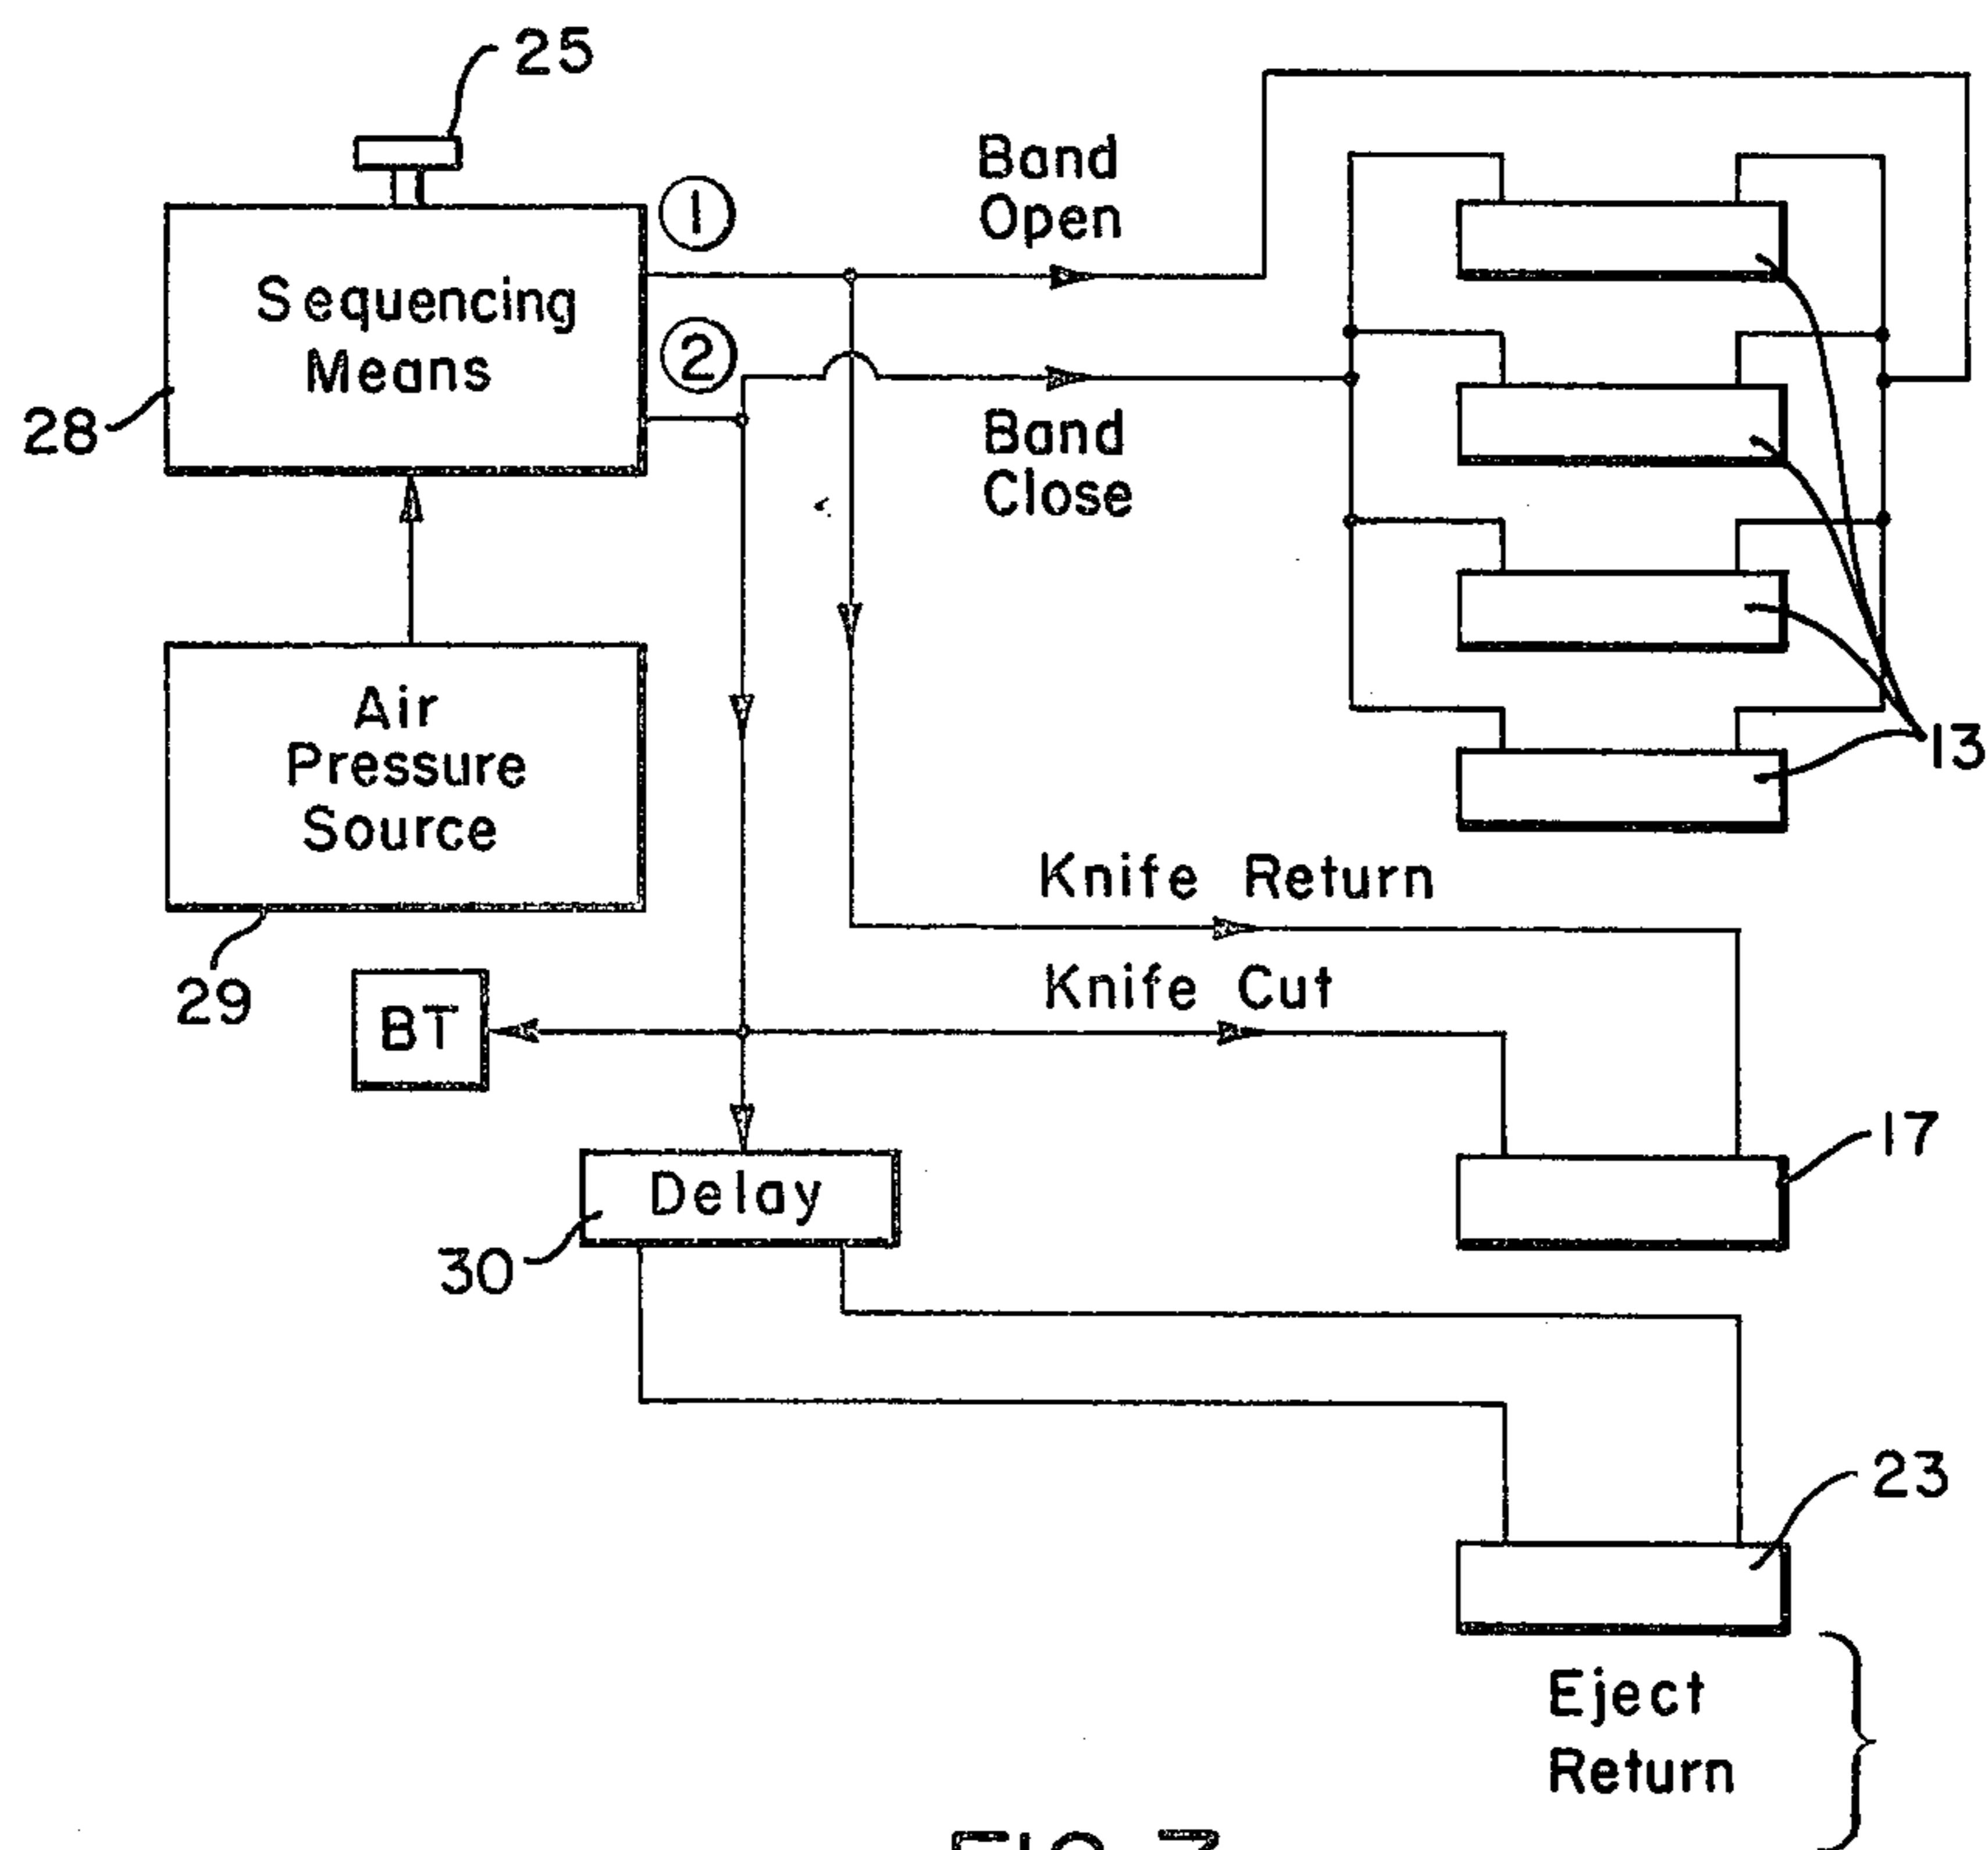 25
①
Band
Open
Sequencing
Means
②
28
Band
Close
Air
Pressure
Source
13
Knife Return
29
Knife Cut
BT
17
Delay
30
23
Eject
Return